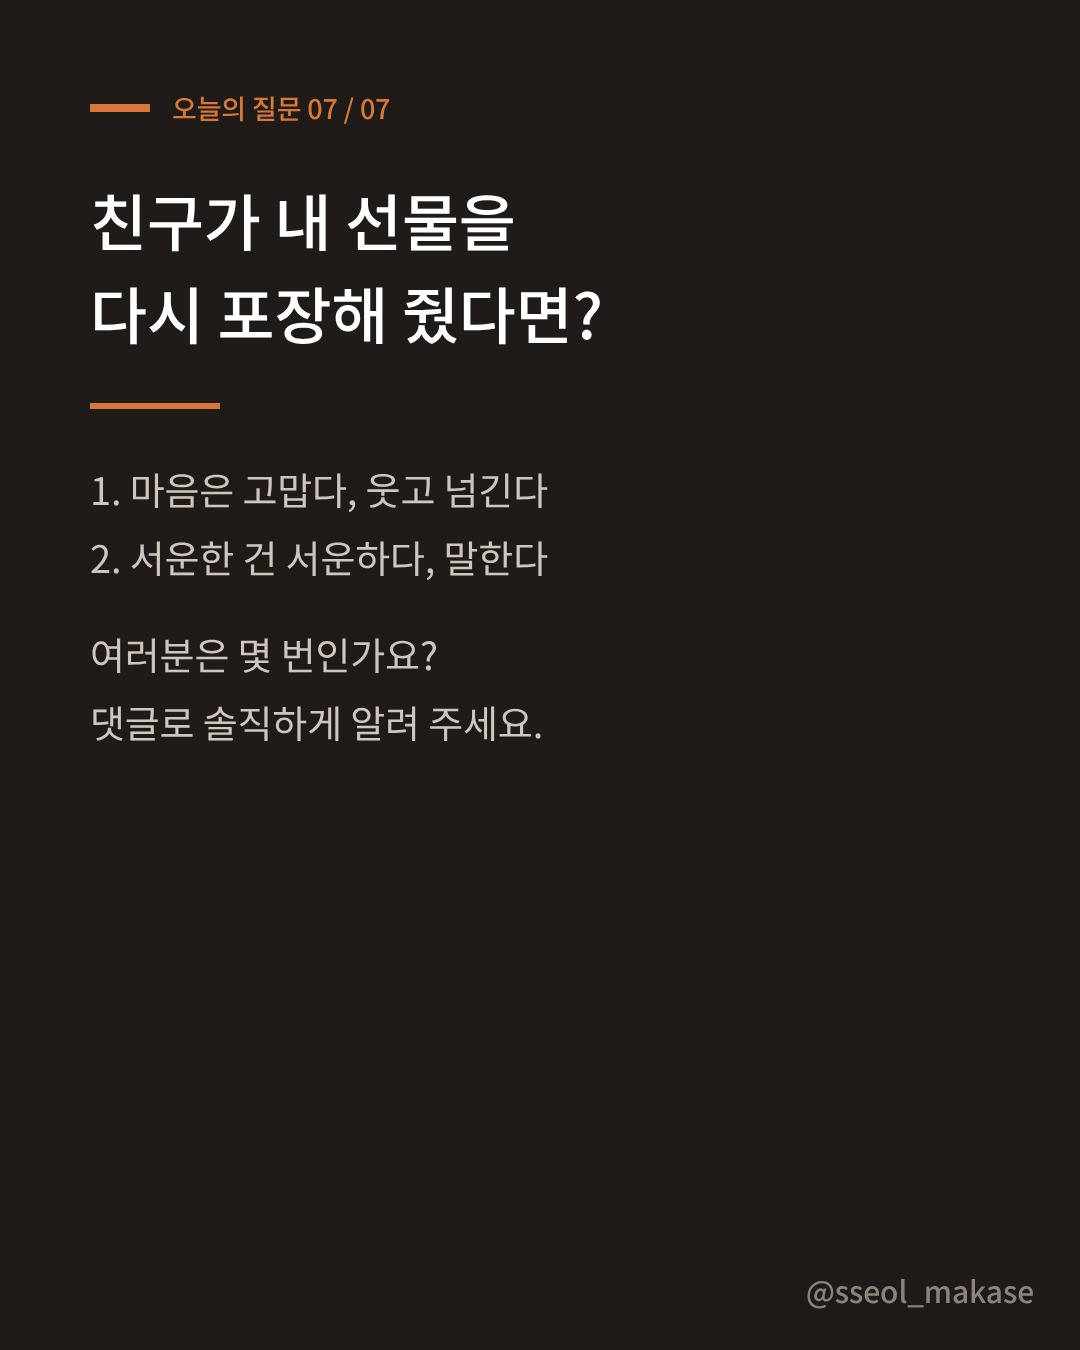 오늘의 질문 07 / 07
친구가 내 선물을
다시 포장해 줬다면?
1. 마음은 고맙다, 웃고 넘긴다
2. 서운한 건 서운하다, 말한다
여러분은 몇 번인가요?
댓글로 솔직하게 알려 주세요.
@sseol_makase